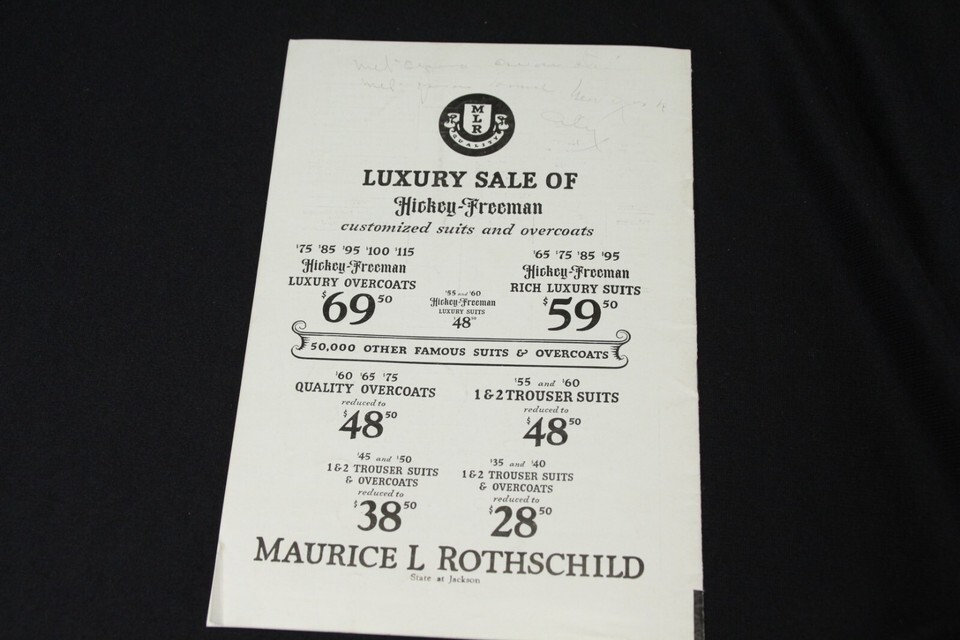 MLR
QUALITY
LUXURY SALE OF
Hickey-Freeman
customized suits and overcoats
$75 $85 $95 $100 $115
Hickey-Freeman
LUXURY OVERCOATS
$69 50
$55 and $60
Hickey-Freeman
LUXURY SUITS
$48 50
$65 $75 $85 $95
Hickey-Freeman
RICH LUXURY SUITS
$59 50
50,000 OTHER FAMOUS SUITS & OVERCOATS
$60 $65 $75
QUALITY OVERCOATS
reduced to
$48 50
$55 and $60
1 & 2 TROUSER SUITS
reduced to
$48 50
$45 and $50
1 & 2 TROUSER SUITS
& OVERCOATS
reduced to
$38 50
$35 and $40
1 & 2 TROUSER SUITS
& OVERCOATS
reduced to
$28 50
MAURICE L ROTHSCHILD
State at Jackson